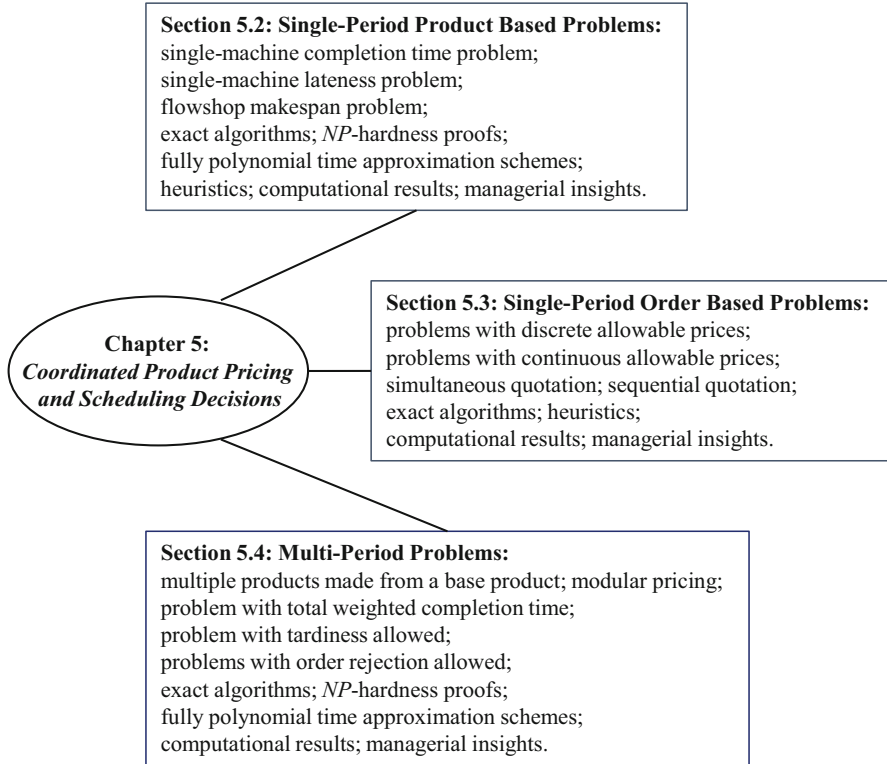 Section 5.2: Single-Period Product Based Problems:
single-machine completion time problem;
single-machine lateness problem;
flowshop makespan problem;
exact algorithms; NP-hardness proofs;
fully polynomial time approximation schemes;
heuristics; computational results; managerial insights.
Chapter 5:
Coordinated Product Pricing
and Scheduling Decisions
Section 5.3: Single-Period Order Based Problems:
problems with discrete allowable prices;
problems with continuous allowable prices;
simultaneous quotation; sequential quotation;
exact algorithms; heuristics;
computational results; managerial insights.
Section 5.4: Multi-Period Problems:
multiple products made from a base product; modular pricing;
problem with total weighted completion time;
problem with tardiness allowed;
problems with order rejection allowed;
exact algorithms; NP-hardness proofs;
fully polynomial time approximation schemes;
computational results; managerial insights.